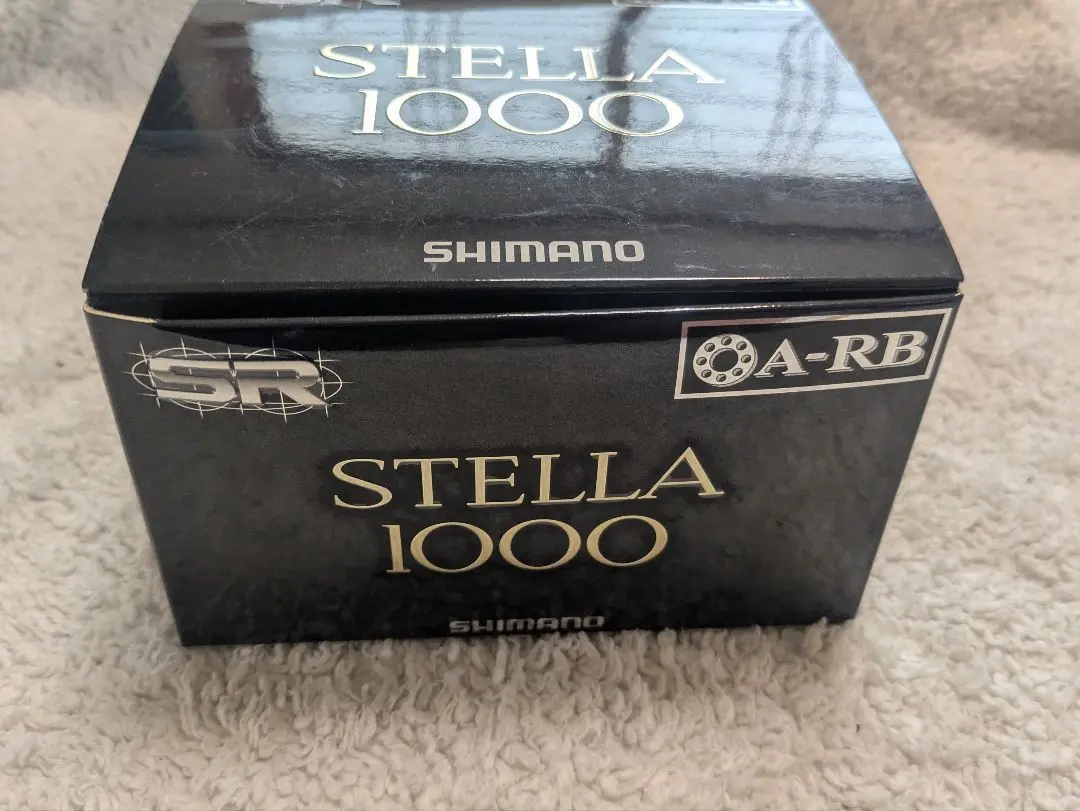 STELLA
1000
SHIMANO
SR
A-RB
STELLA
1000
SHIMANO